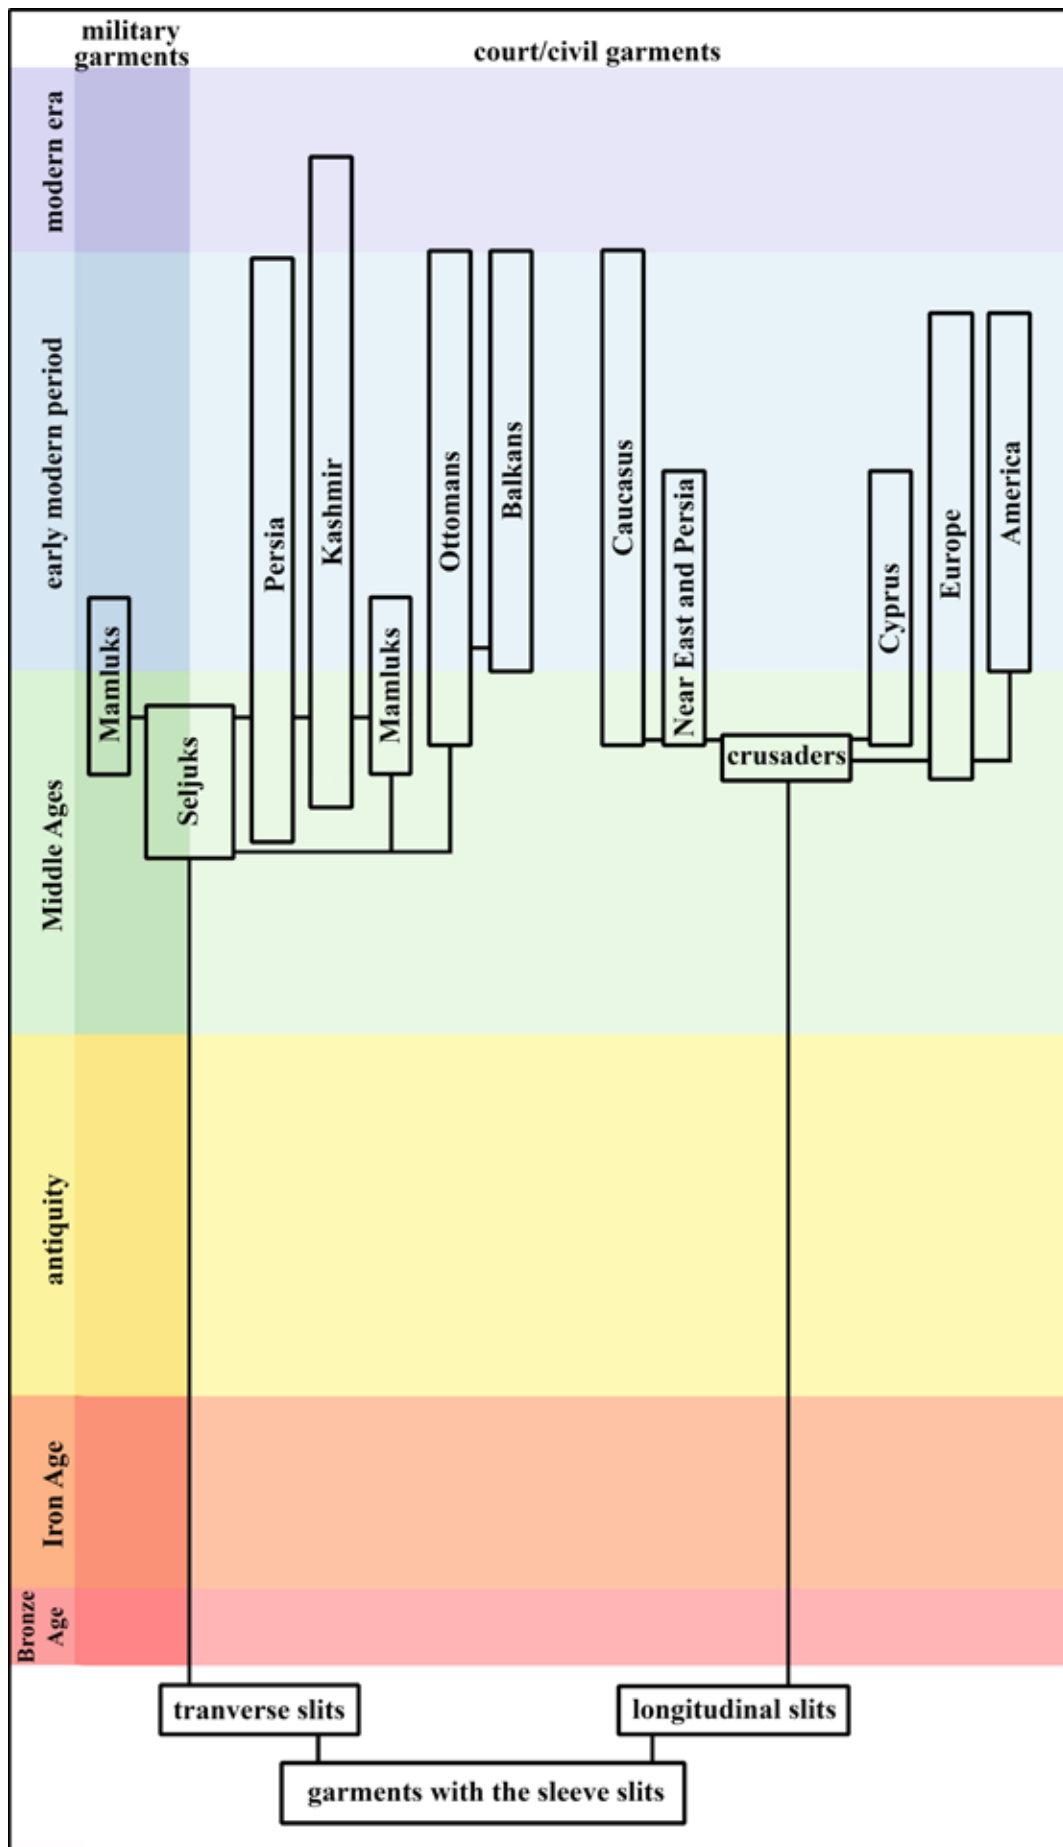 military
garments
court/civil garments
modern era
early modern period
Middle Ages
antiquity
Iron Age
Bronze
Age
Mamluks
Seljuks
Persia
Kashmir
Mamluks
Ottomans
Balkans
Caucasus
Near East and Persia
crusaders
Cyprus
Europe
America
tranverse slits
longitudinal slits
garments with the sleeve slits